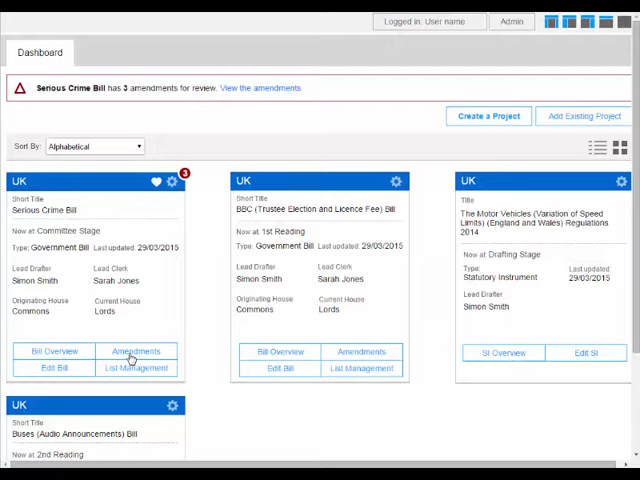 Logged in: User name
Admin
Dashboard
Serious Crime Bill has 3 amendments for review. View the amendments
Create a Project
Add Existing Project
Sort By:
Alphabetical
UK
3
Short Title
Serious Crime Bill
Now at: Committee Stage
Type: Government Bill Last updated: 29/03/2015
Lead Drafter
Lead Clerk
Simon Smith
Sarah Jones
Originating House
Current House
Commons
Lords
Bill Overview
Amendments
Edit Bill
List Management
UK
Short Title
BBC (Trustee Election and Licence Fee) Bill
Now at: 1st Reading
Type: Government Bill Last updated: 29/03/2015
Lead Drafter
Lead Clerk
Simon Smith
Sarah Jones
Originating House
Current House
Commons
Lords
Bill Overview
Amendments
Edit Bill
List Management
UK
Title
The Motor Vehicles (Variation of Speed
Limits) (England and Wales) Regulations
2014
Now at: Drafting Stage
Type:
Last updated:
Statutory Instrument
29/03/2015
Lead Drafter
Simon Smith
SI Overview
Edit SI
UK
Short Title
Buses (Audio Announcements) Bill
Now at: 2nd Reading